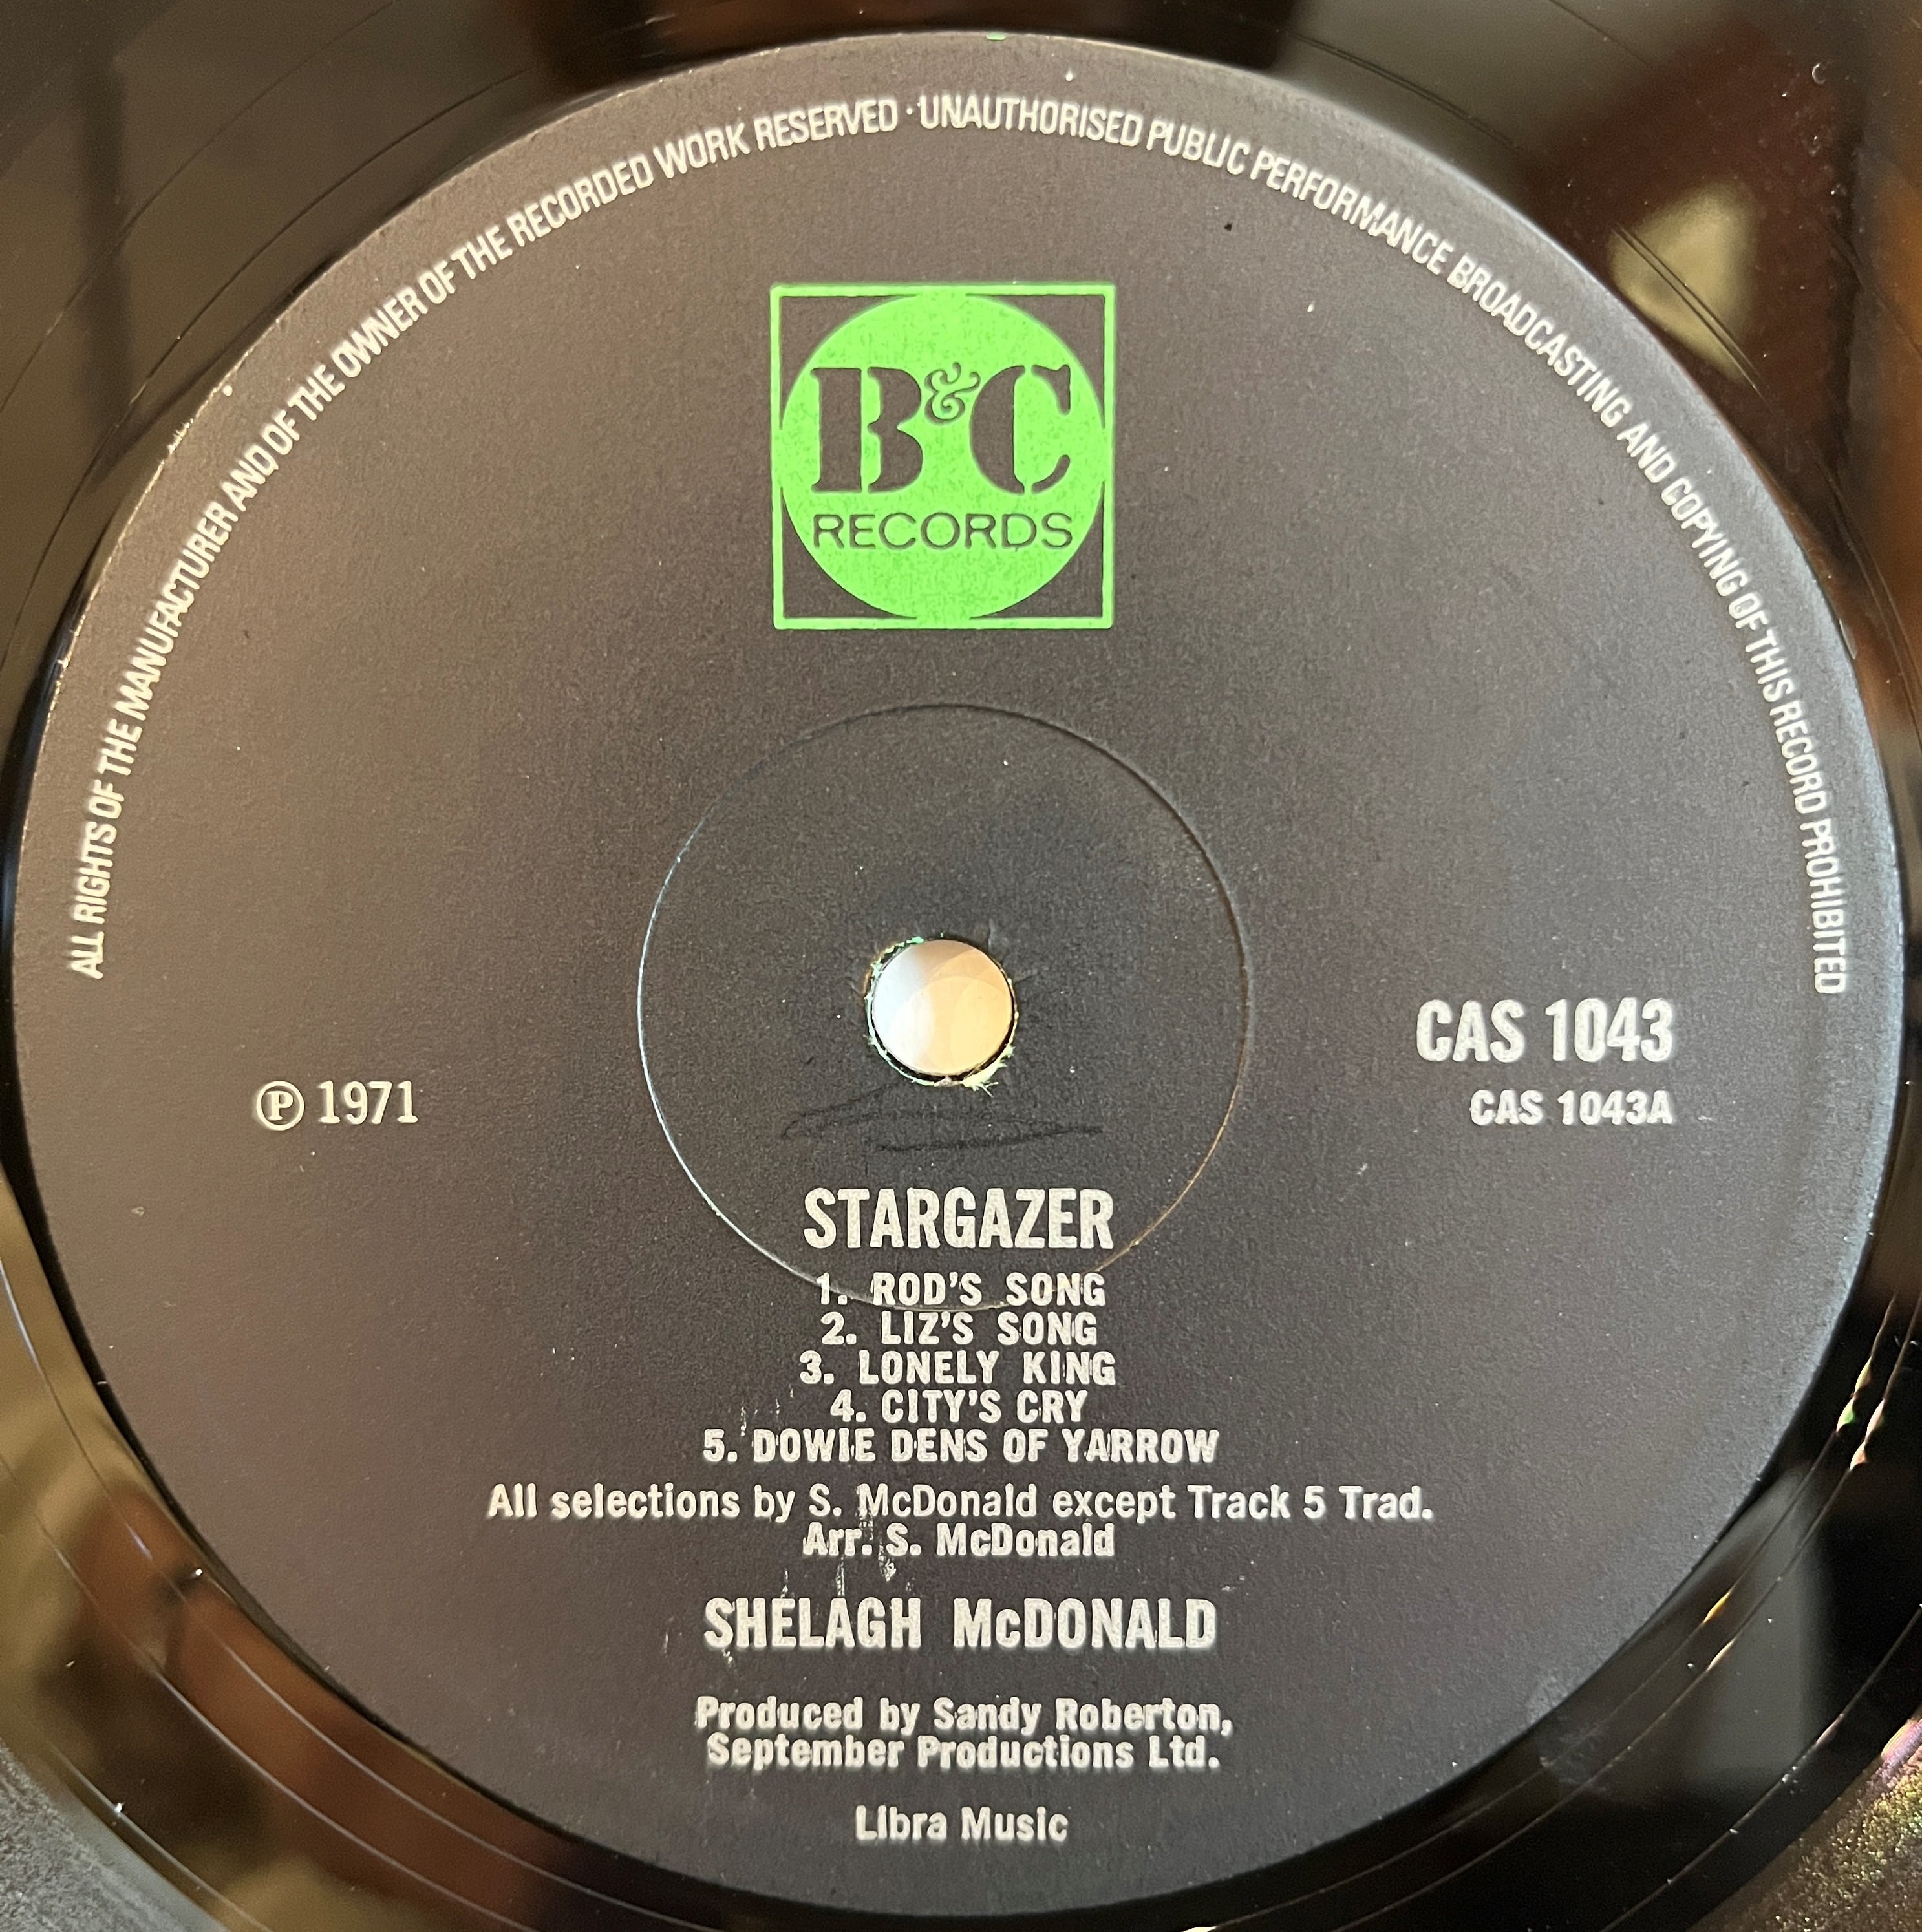 ALL RIGHTS OF THE MANUFACTURER AND OF THE OWNER OF THE RECORDED WORK RESERVED · UNAUTHORISED PUBLIC PERFORMANCE BROADCASTING AND COPYING OF THIS RECORD PROHIBITED
B&C
RECORDS
CAS 1043
CAS 1043A
℗ 1971
STARGAZER
1. ROD'S SONG
2. LIZ'S SONG
3. LONELY KING
4. CITY'S CRY
5. DOWIE DENS OF YARROW
All selections by S. McDonald except Track 5 Trad.
Arr. S. McDonald
SHELAGH McDONALD
Produced by Sandy Roberton,
September Productions Ltd.
Libra Music